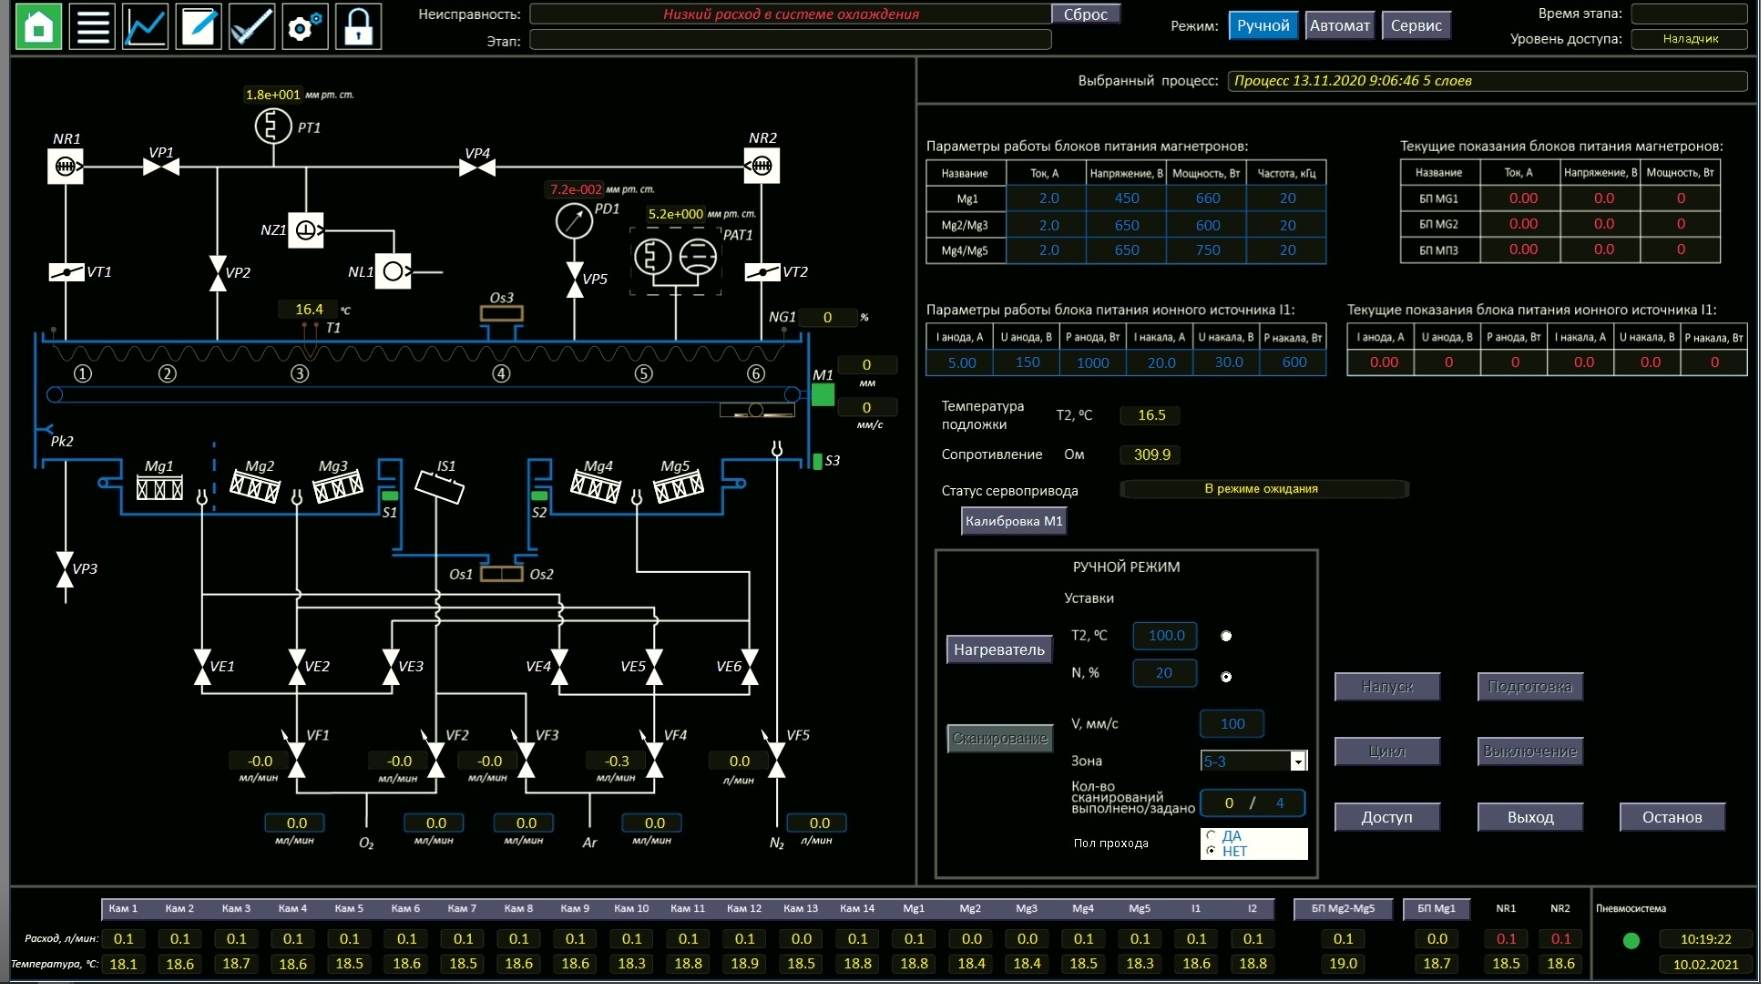 Неисправность: Низкий расход в системе охлаждения Сброс
Этап:
Режим: Ручной Автомат Сервис
Время этапа:
Уровень доступа: Наладчик
Выбранный процесс: Процесс 13.11.2020 9:06:46 5 слоев
1.8e+001 мм рт. ст.
PT1
NR1 VP1 VP4 NR2
7.2e-002 мм рт. ст.
PD1
5.2e+000 мм рт. ст.
PAT1
NZ1
VT1 VP2 NL1 VP5 VT2
16.4 °C
T1
Os3
NG1 0 %
1 2 3 4 5 6
M1 0
мм
0
мм/с
Pk2
Mg1 Mg2 Mg3 IS1 Mg4 Mg5 S3
S1 S2
VP3
Os1 Os2
VE1 VE2 VE3 VE4 VE5 VE6
VF1 VF2 VF3 VF4 VF5
-0.0 -0.0 -0.0 -0.3 0.0
мл/мин мл/мин мл/мин мл/мин л/мин
0.0 0.0 0.0 0.0 0.0
мл/мин O₂ мл/мин мл/мин Ar мл/мин N₂ л/мин
Параметры работы блоков питания магнетронов:
Название Ток, А Напряжение, В Мощность, Вт Частота, кГц
Mg1 2.0 450 660 20
Mg2/Mg3 2.0 650 600 20
Mg4/Mg5 2.0 650 750 20
Текущие показания блоков питания магнетронов:
Название Ток, А Напряжение, В Мощность, Вт
БП MG1 0.00 0.0 0
БП MG2 0.00 0.0 0
БП МП3 0.00 0.0 0
Параметры работы блока питания ионного источника I1:
I анода, А U анода, В P анода, Вт I накала, А U накала, В P накала, Вт
5.00 150 1000 20.0 30.0 600
Текущие показания блока питания ионного источника I1:
I анода, А U анода, В P анода, Вт I накала, А U накала, В P накала, Вт
0.00 0 0 0.0 0.0 0
Температура
подложки T2, ºC 16.5
Сопротивление Ом 309.9
Статус сервопривода В режиме ожидания
Калибровка М1
РУЧНОЙ РЕЖИМ
Уставки
Нагреватель
T2, ºC 100.0
N, % 20
Сканирование
V, мм/с 100
Зона 5-3
Кол-во
сканирований
выполнено/задано 0 / 4
Пол прохода
ДА
НЕТ
Напуск Подготовка
Цикл Выключение
Доступ Выход Останов
Кам 1 Кам 2 Кам 3 Кам 4 Кам 5 Кам 6 Кам 7 Кам 8 Кам 9 Кам 10 Кам 11 Кам 12 Кам 13 Кам 14 Mg1 Mg2 Mg3 Mg4 Mg5 I1 I2 БП Mg2-Mg5 БП Mg1 NR1 NR2 Пневмосистема
Расход, л/мин: 0.1 0.1 0.1 0.1 0.1 0.1 0.1 0.1 0.1 0.1 0.1 0.1 0.0 0.1 0.1 0.0 0.0 0.1 0.1 0.1 0.1 0.1 0.0 0.1 0.1 10:19:22
Температура, °C: 18.1 18.6 18.7 18.6 18.5 18.6 18.5 18.6 18.6 18.3 18.8 18.9 18.5 18.8 18.8 18.4 18.4 18.5 18.3 18.6 18.8 19.0 18.7 18.5 18.6 10.02.2021